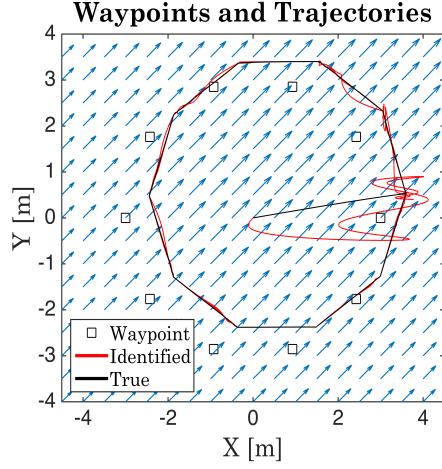 Waypoints and Trajectories
4
3
2
1
0
-1
-2
-3
-4
Y [m]
Waypoint
Identified
True
-4
-2
0
2
4
X [m]